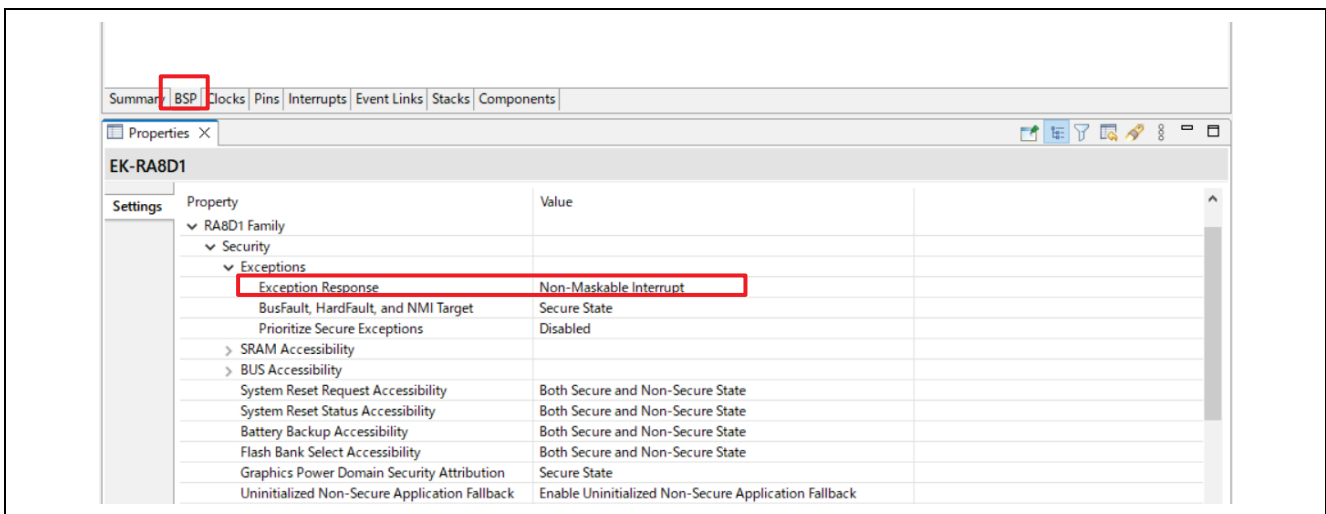 Summary BSP Clocks Pins Interrupts Event Links Stacks Components
Properties
EK-RA8D1
Settings
Property Value
RA8D1 Family
Security
Exceptions
Exception Response Non-Maskable Interrupt
BusFault, HardFault, and NMI Target Secure State
Prioritize Secure Exceptions Disabled
SRAM Accessibility
BUS Accessibility
System Reset Request Accessibility Both Secure and Non-Secure State
System Reset Status Accessibility Both Secure and Non-Secure State
Battery Backup Accessibility Both Secure and Non-Secure State
Flash Bank Select Accessibility Both Secure and Non-Secure State
Graphics Power Domain Security Attribution Secure State
Uninitialized Non-Secure Application Fallback Enable Uninitialized Non-Secure Application Fallback